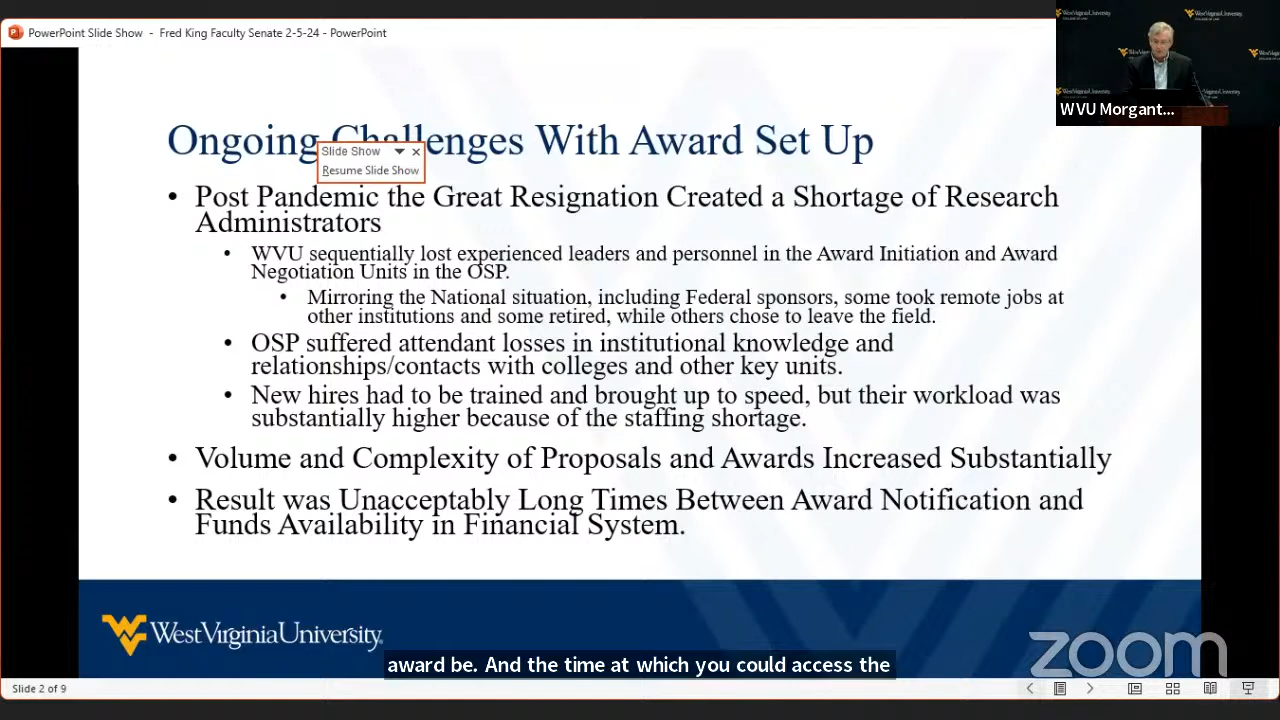 PowerPoint Slide Show - Fred King Faculty Senate 2-5-24 - PowerPoint
WestVirginiaUniversity.
WVU Morgant...
Ongoing Challenges With Award Set Up
Slide Show
Resume Slide Show
• Post Pandemic the Great Resignation Created a Shortage of Research
Administrators
• WVU sequentially lost experienced leaders and personnel in the Award Initiation and Award
Negotiation Units in the OSP.
• Mirroring the National situation, including Federal sponsors, some took remote jobs at
other institutions and some retired, while others chose to leave the field.
• OSP suffered attendant losses in institutional knowledge and
relationships/contacts with colleges and other key units.
• New hires had to be trained and brought up to speed, but their workload was
substantially higher because of the staffing shortage.
• Volume and Complexity of Proposals and Awards Increased Substantially
• Result was Unacceptably Long Times Between Award Notification and
Funds Availability in Financial System.
WestVirginiaUniversity.
zoom
award be. And the time at which you could access the
Slide 2 of 9